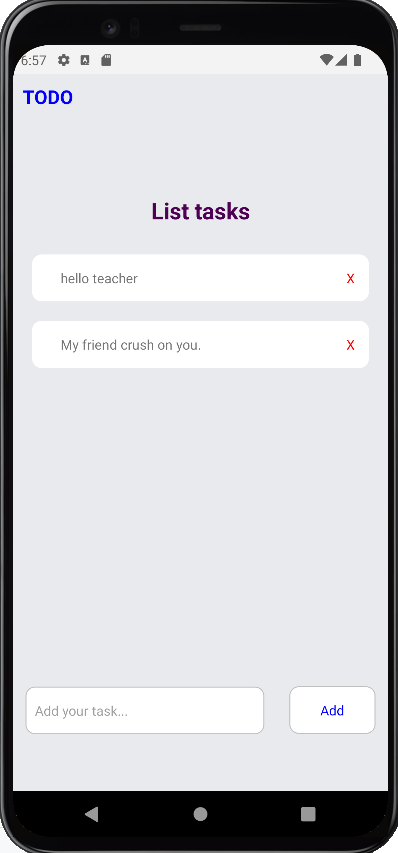 6:57
TODO
List tasks
hello teacher X
My friend crush on you. X
Add your task... Add